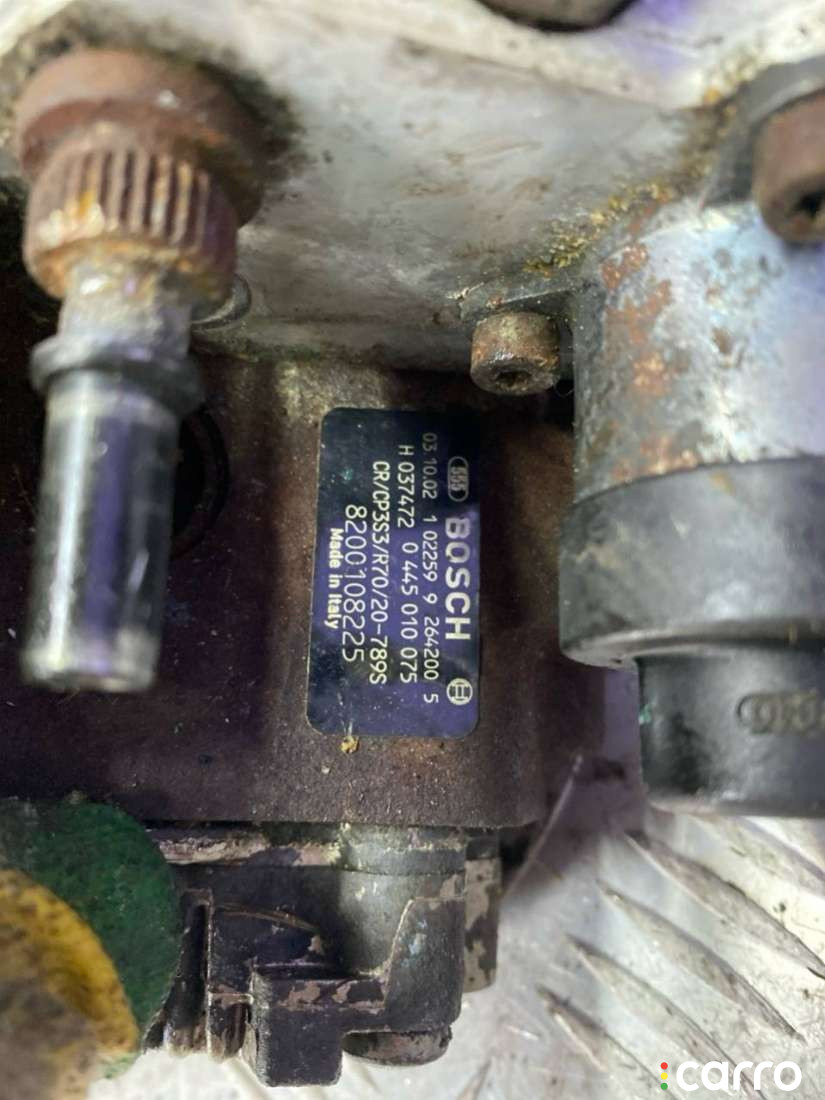 555 BOSCH
03.10.02 1 02259 9 264200 5
H 037472 0 445 010 075
CR/CP3S3/R70/20-789S
8200108225
Made in Italy
carro